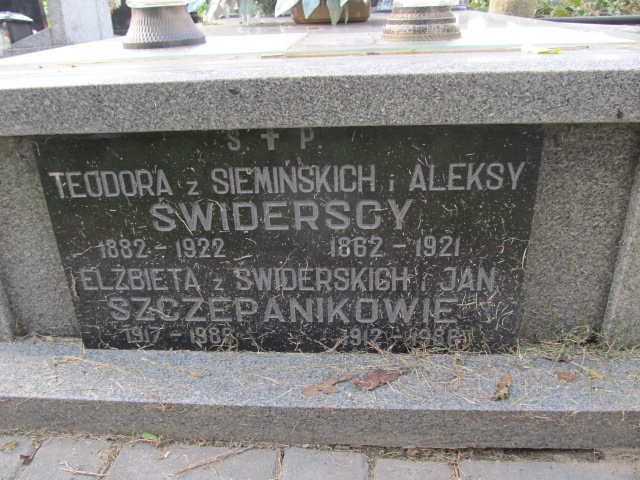 Ś + P.
TEODORA z SIEMIŃSKICH i ALEKSY
ŚWIDERSCY
1882 - 1922 1862 - 1921
ELŻBIETA z ŚWIDERSKICH i JAN
SZCZEPANIKOWIE
1917 - 1912 -